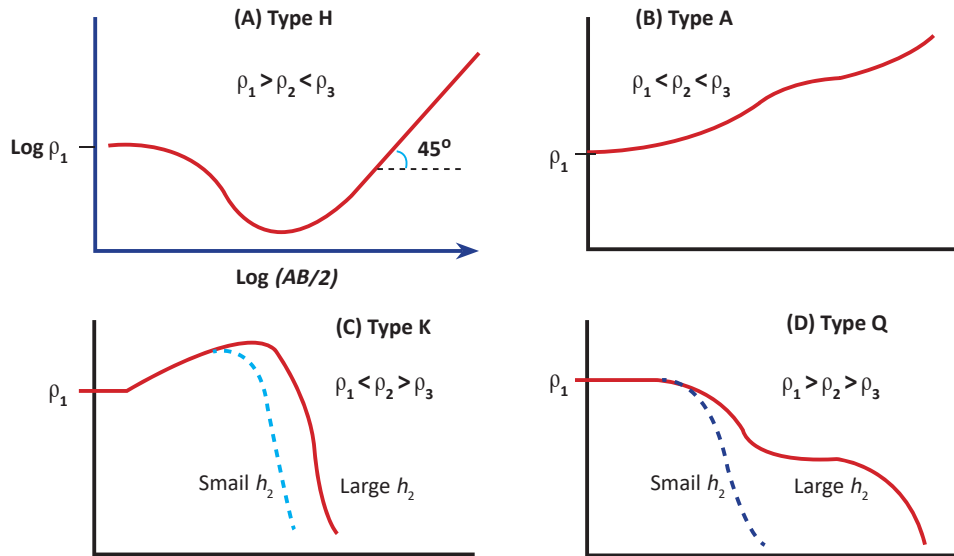 (A) Type H
ρ₁ > ρ₂ < ρ₃
Log ρ₁
45°
Log (AB/2)
(B) Type A
ρ₁ < ρ₂ < ρ₃
ρ₁
(C) Type K
ρ₁
ρ₁ < ρ₂ > ρ₃
Smail h₂
Large h₂
(D) Type Q
ρ₁
ρ₁ > ρ₂ > ρ₃
Smail h₂
Large h₂